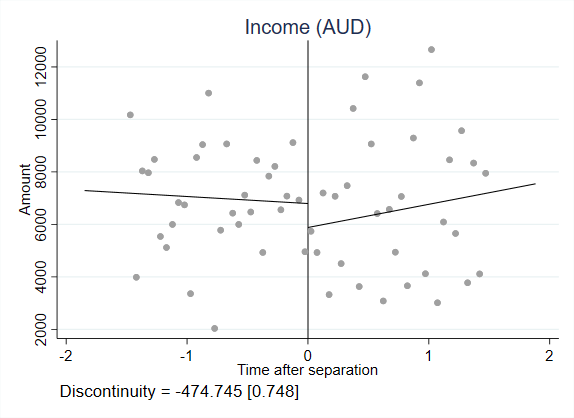 Income (AUD)
Amount
12000
10000
8000
6000
4000
2000
-2 -1 0 1 2
Time after separation
Discontinuity = -474.745 [0.748]